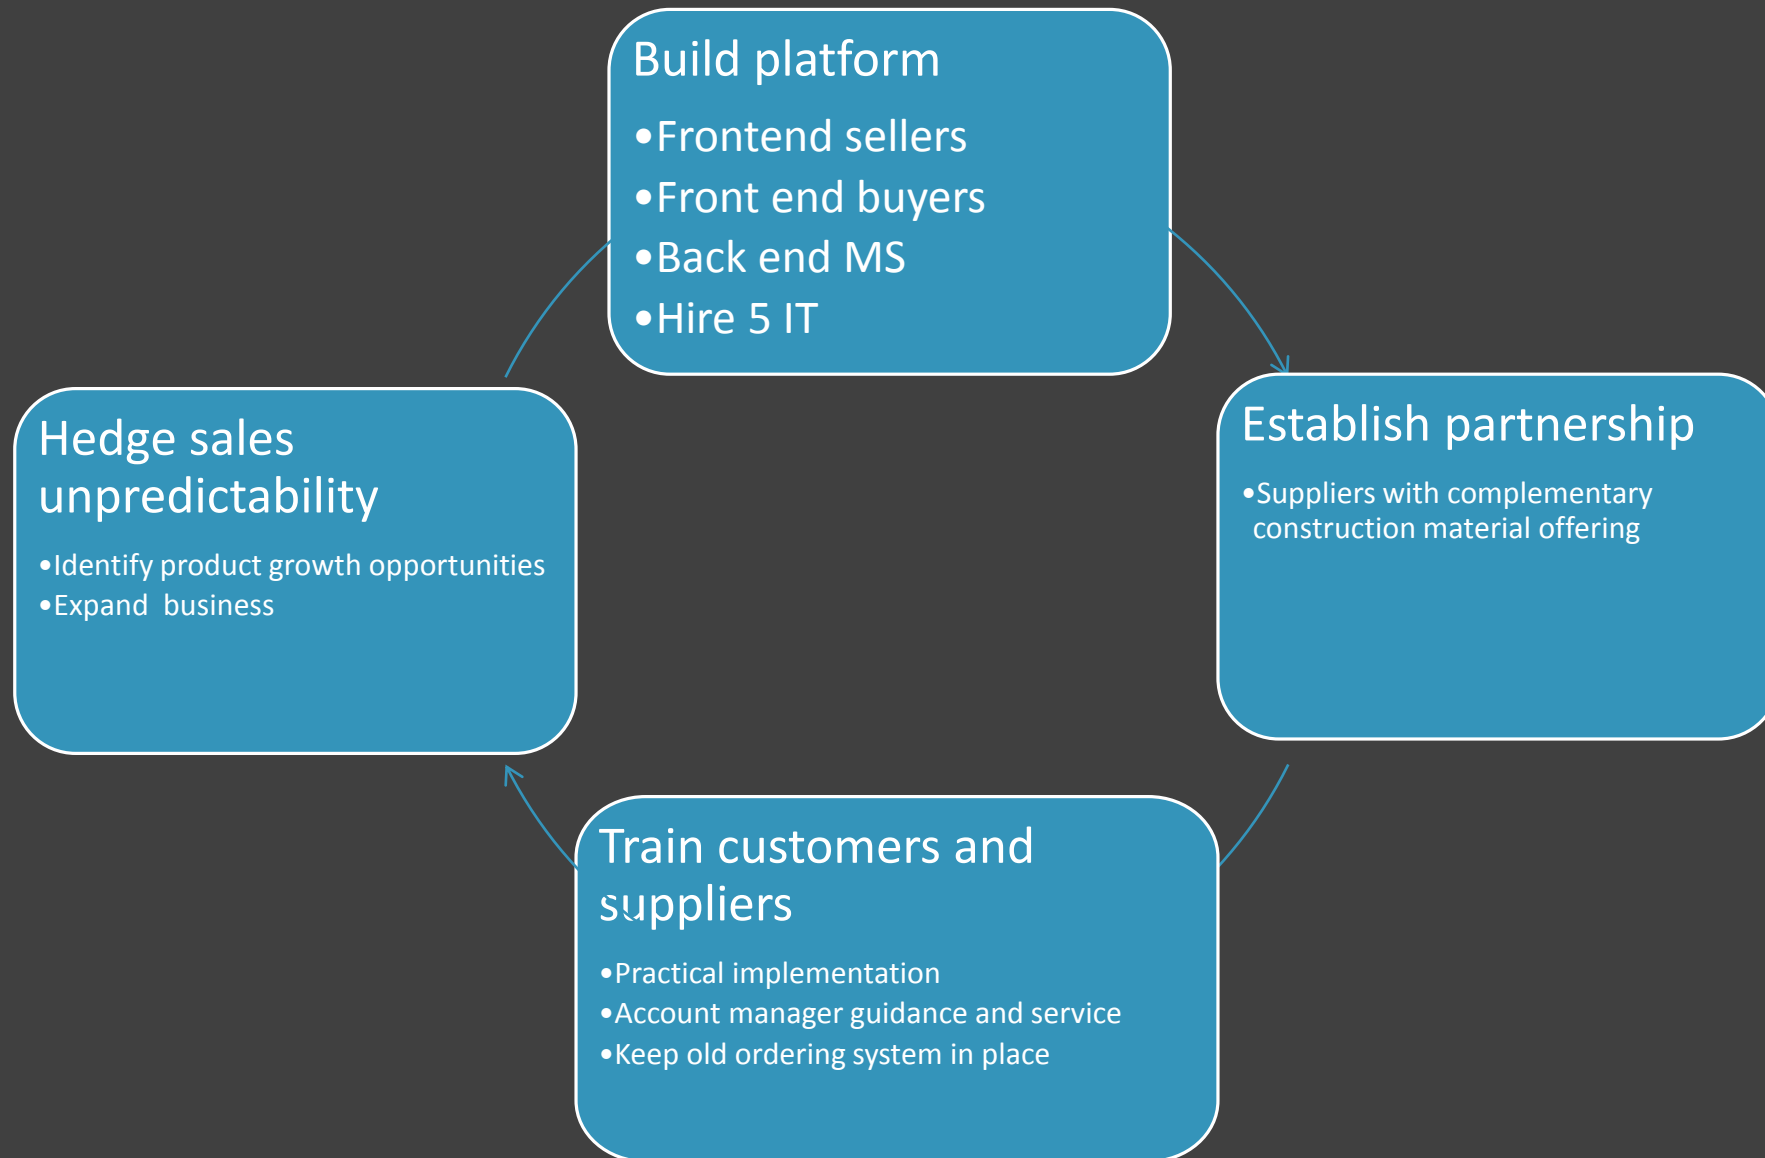 Build platform
•Frontend sellers
•Front end buyers
•Back end MS
•Hire 5 IT
Establish partnership
•Suppliers with complementary
construction material offering
Train customers and
suppliers
•Practical implementation
•Account manager guidance and service
•Keep old ordering system in place
Hedge sales
unpredictability
•Identify product growth opportunities
•Expand  business